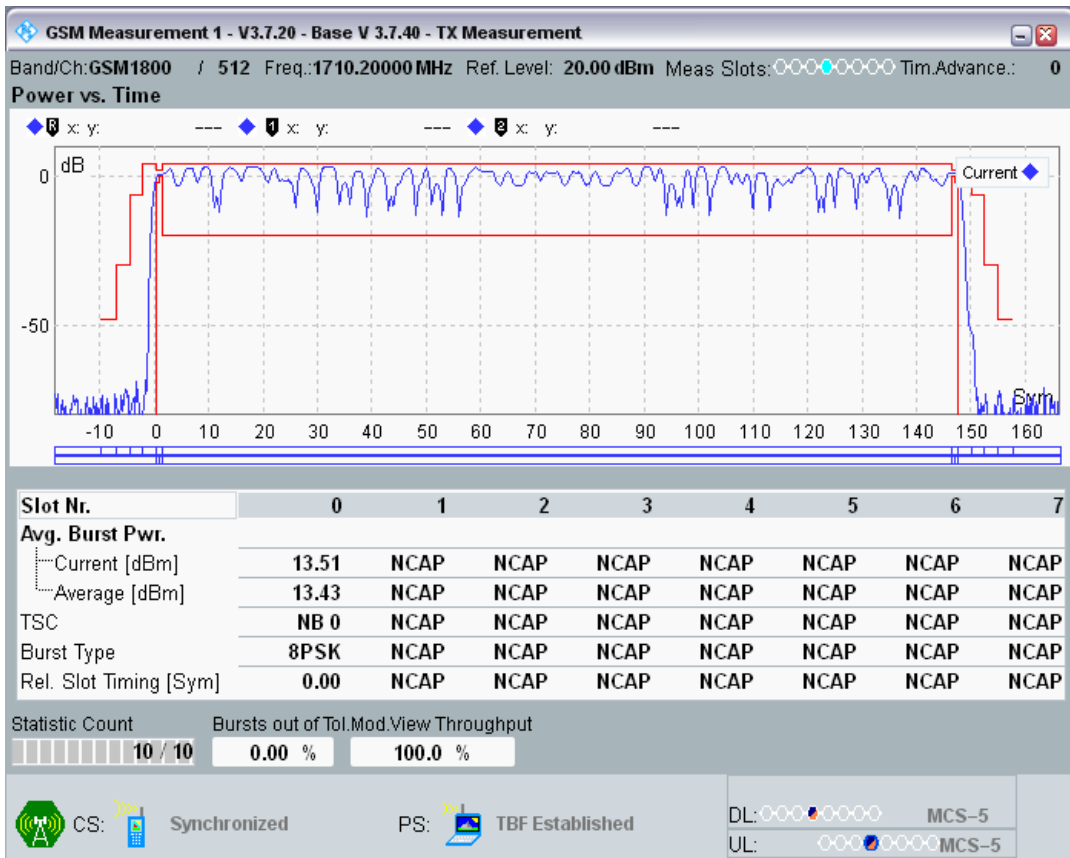 GSM Measurement 1 - V3.7.20 - Base V 3.7.40 - TX Measurement
Band/Ch:GSM1800 / 512 Freq.:1710.20000 MHz Ref. Level: 20.00 dBm Meas Slots: Tim.Advance.: 0
Power vs. Time
R x: y: --- 1 x: y: --- 2 x: y: ---
dB
Current
0
-50
Sym
-10 0 10 20 30 40 50 60 70 80 90 100 110 120 130 140 150 160
Slot Nr. 0 1 2 3 4 5 6 7
Avg. Burst Pwr.
Current [dBm] 13.51 NCAP NCAP NCAP NCAP NCAP NCAP NCAP
Average [dBm] 13.43 NCAP NCAP NCAP NCAP NCAP NCAP NCAP
TSC NB 0 NCAP NCAP NCAP NCAP NCAP NCAP NCAP
Burst Type 8PSK NCAP NCAP NCAP NCAP NCAP NCAP NCAP
Rel. Slot Timing [Sym] 0.00 NCAP NCAP NCAP NCAP NCAP NCAP NCAP
Statistic Count Bursts out of Tol.Mod.View Throughput
10 / 10 0.00 % 100.0 %
CS: Synchronized PS: TBF Established
DL: MCS-5
UL: MCS-5